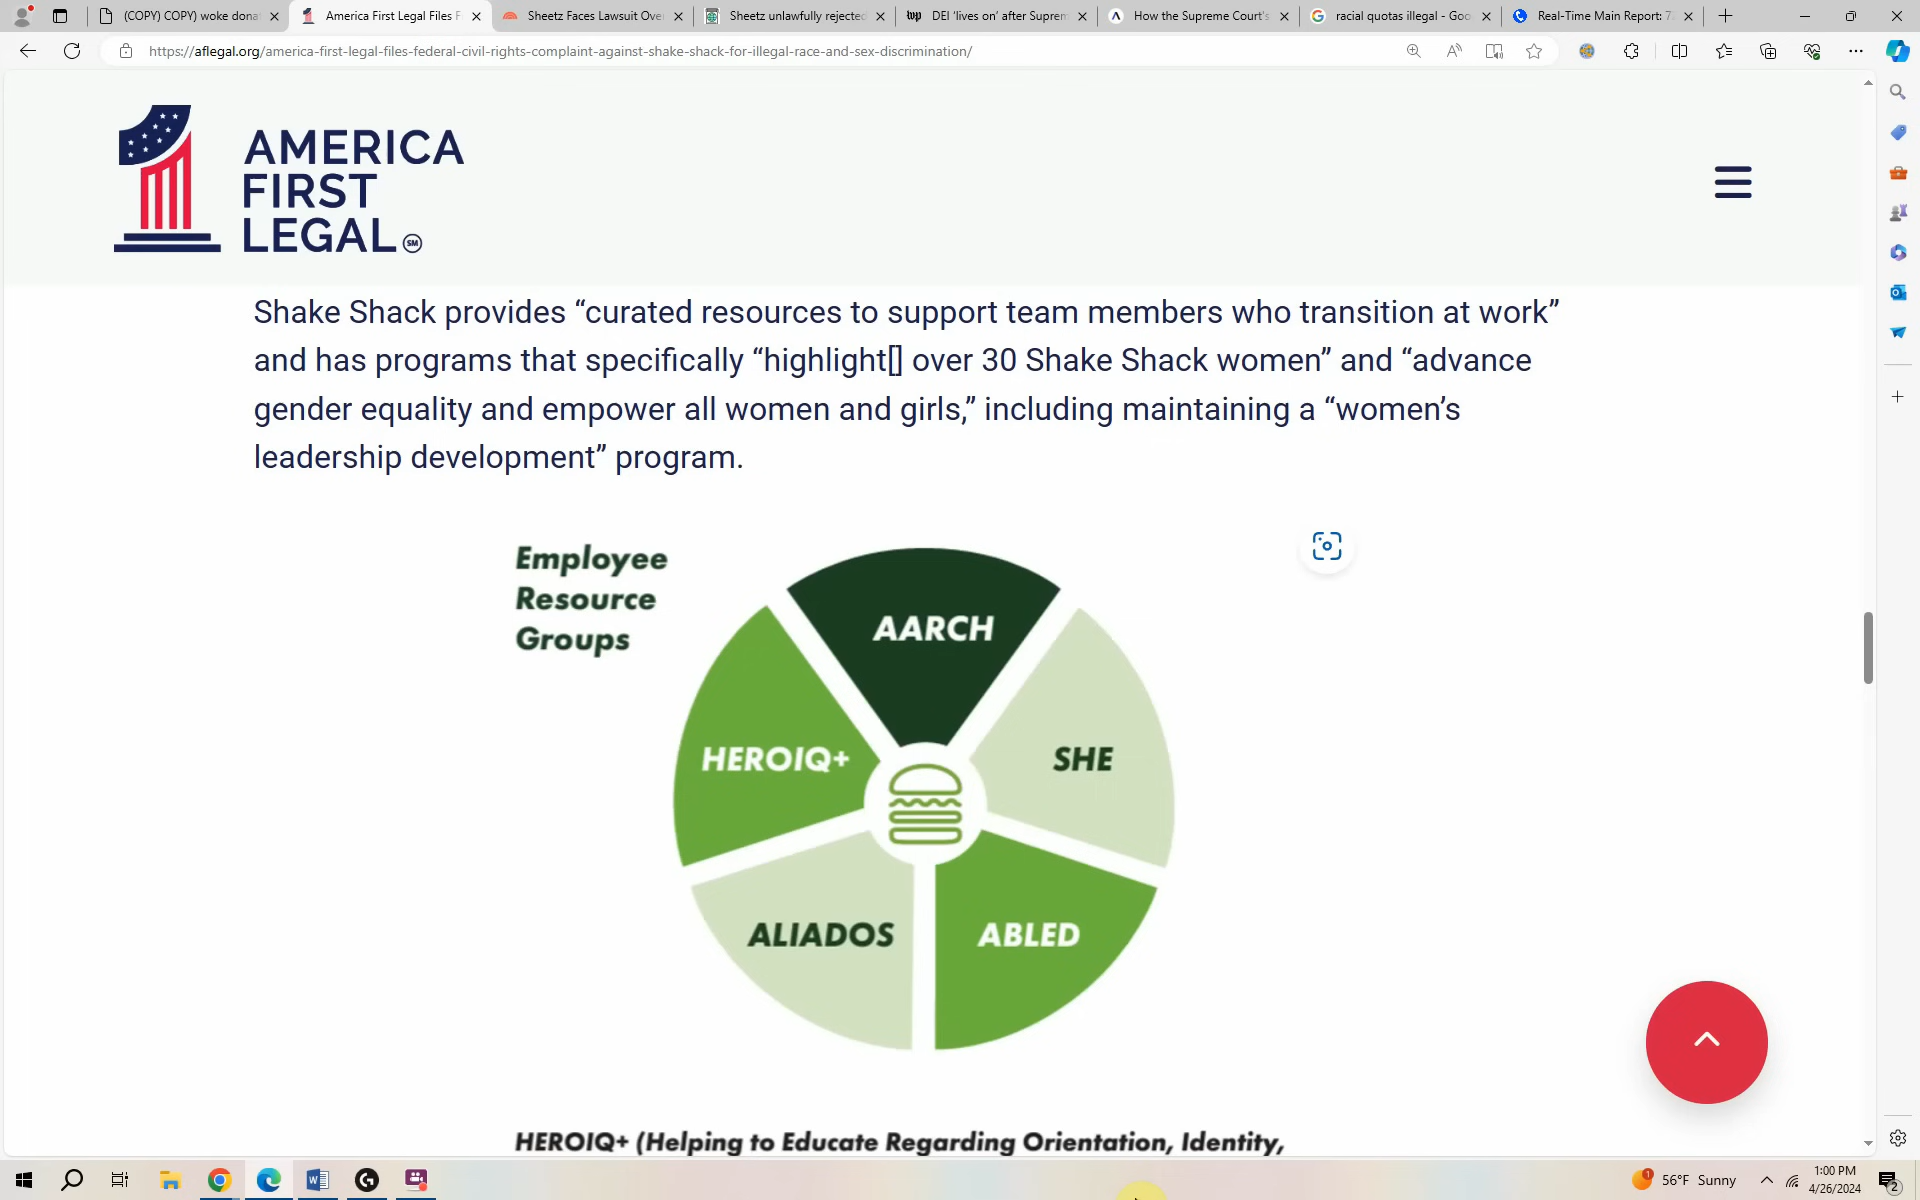 (COPY) COPY) woke dona
America First Legal Files F
Sheetz Faces Lawsuit Ove
Sheetz unlawfully rejected
DEI ‘lives on’ after Suprem
How the Supreme Court's
racial quotas illegal - Goo
Real-Time Main Report: 7
https://aflegal.org/america-first-legal-files-federal-civil-rights-complaint-against-shake-shack-for-illegal-race-and-sex-discrimination/
AMERICA
FIRST
LEGAL SM
Shake Shack provides “curated resources to support team members who transition at work”
and has programs that specifically “highlight[] over 30 Shake Shack women” and “advance
gender equality and empower all women and girls,” including maintaining a “women’s
leadership development” program.
Employee
Resource
Groups
AARCH
HEROIQ+
SHE
ALIADOS
ABLED
HEROIQ+ (Helping to Educate Regarding Orientation, Identity,
56°F Sunny
1:00 PM
4/26/2024